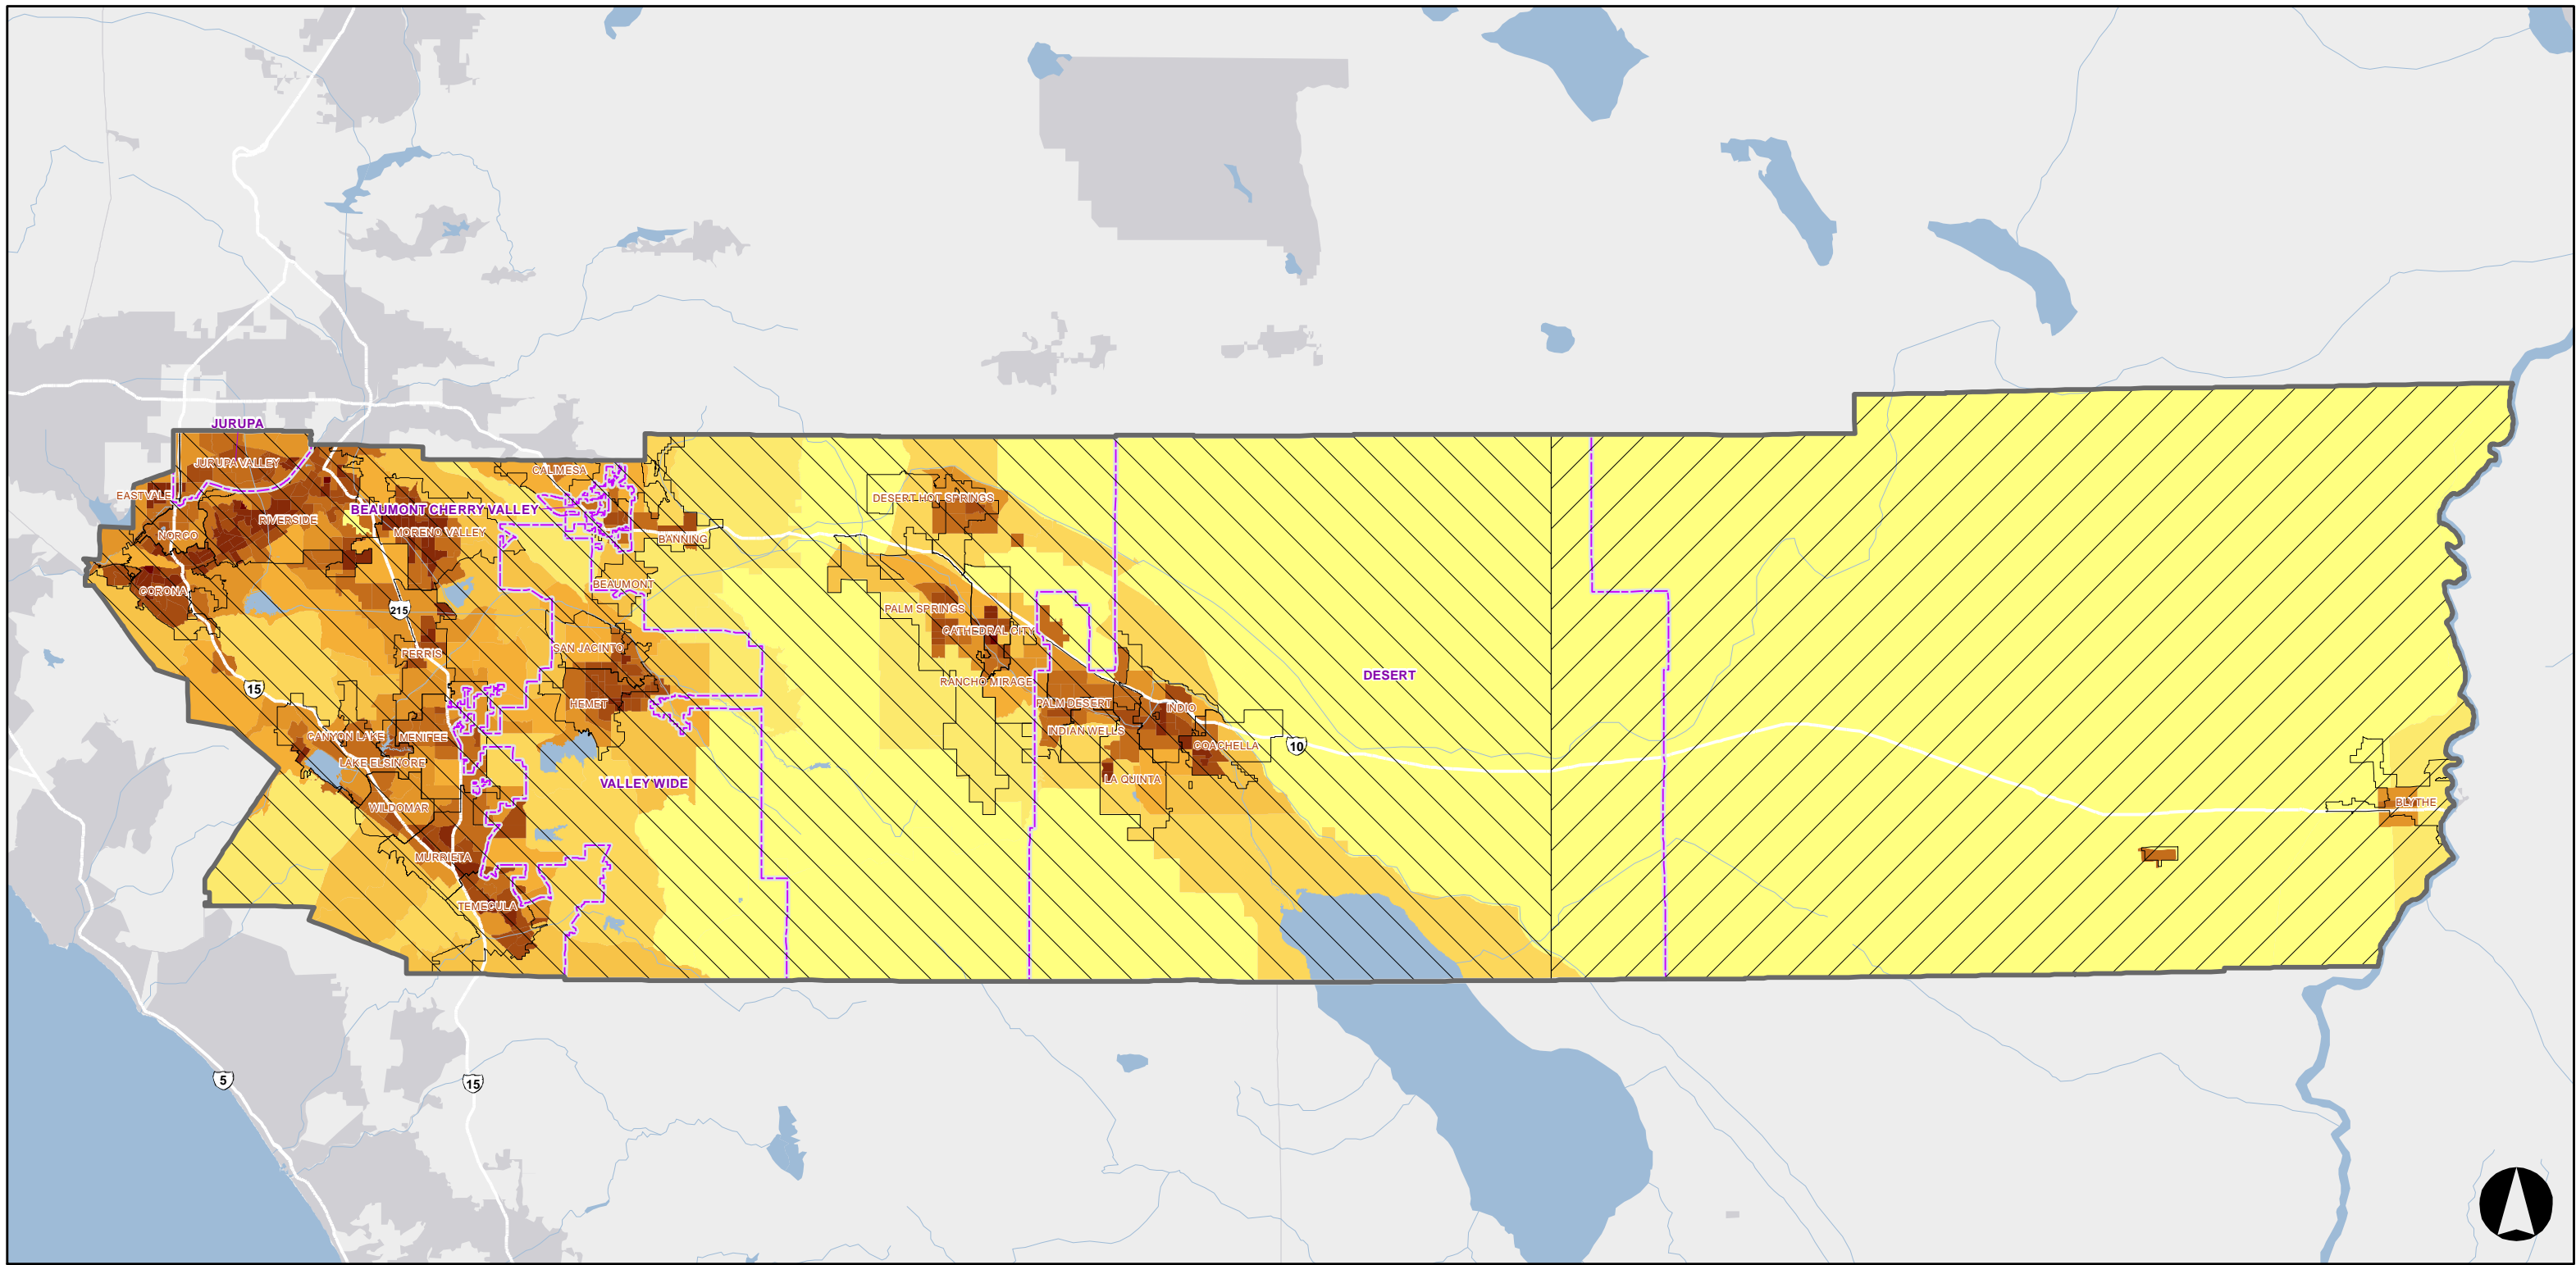 JURUPA
JURUPA VALLEY
CALIMESA
EASTVALE
DESERT HOT SPRINGS
BEAUMONT CHERRY VALLEY
RIVERSIDE
MORENO VALLEY
NORCO
BANNING
BEAUMONT
CORONA
215
PALM SPRINGS
CATHEDRAL CITY
SAN JACINTO
PERRIS
DESERT
RANCHO MIRAGE
15
HEMET
PALM DESERT
INDIO
INDIAN WELLS
CANYON LAKE
MENIFEE
COACHELLA
10
LAKE ELSINORE
LA QUINTA
VALLEY WIDE
WILDOMAR
BLYTHE
MURRIETA
TEMECULA
5
15